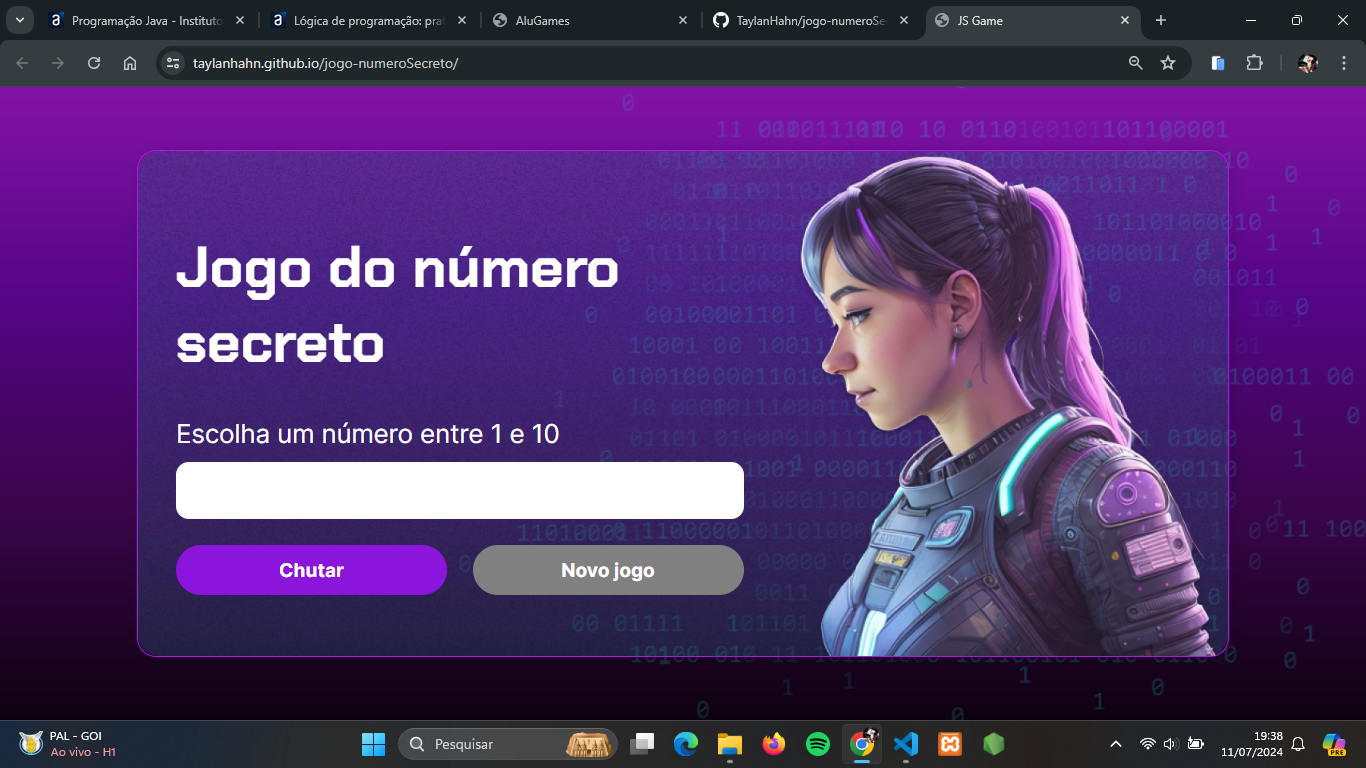 Programação Java - Instituto
Lógica de programação: prat
AluGames
TaylanHahn/jogo-numeroSe
JS Game
taylanhahn.github.io/jogo-numeroSecreto/
Jogo do número
secreto
Escolha um número entre 1 e 10
Chutar
Novo jogo
PAL - GOI
Ao vivo - H1
Pesquisar
19:38
11/07/2024
PRE